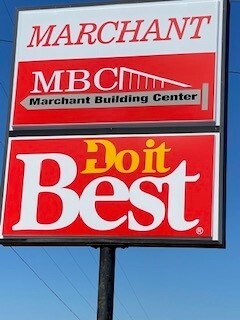 MARCHANT
MBC
Marchant Building Center
Do it
Best®